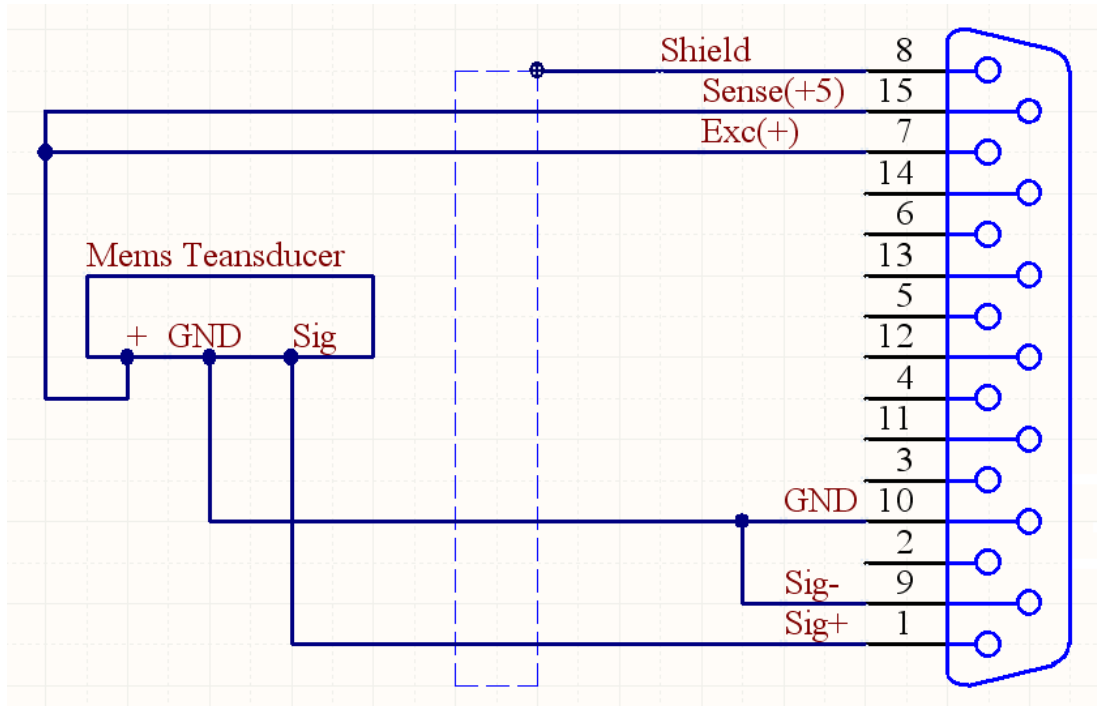 Shield 8
Sense(+5) 15
Exc(+) 7
14
6
Mems Teansducer 13
5
+ GND Sig 12
4
11
3
GND 10
2
Sig- 9
Sig+ 1